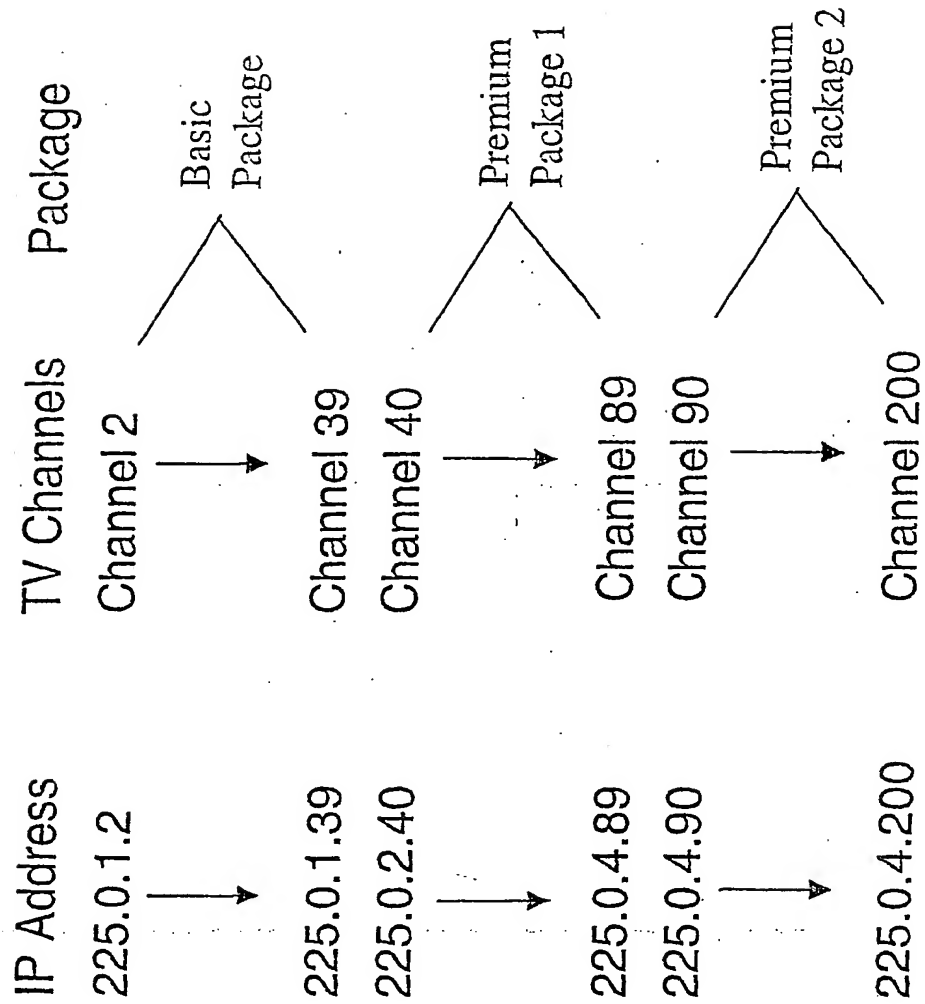 IP Address TV Channels Package
225.0.1.2 Channel 2
Basic
Package
225.0.1.39 Channel 39
225.0.2.40 Channel 40
Premium
Package 1
225.0.4.89 Channel 89
225.0.4.90 Channel 90
Premium
Package 2
225.0.4.200 Channel 200